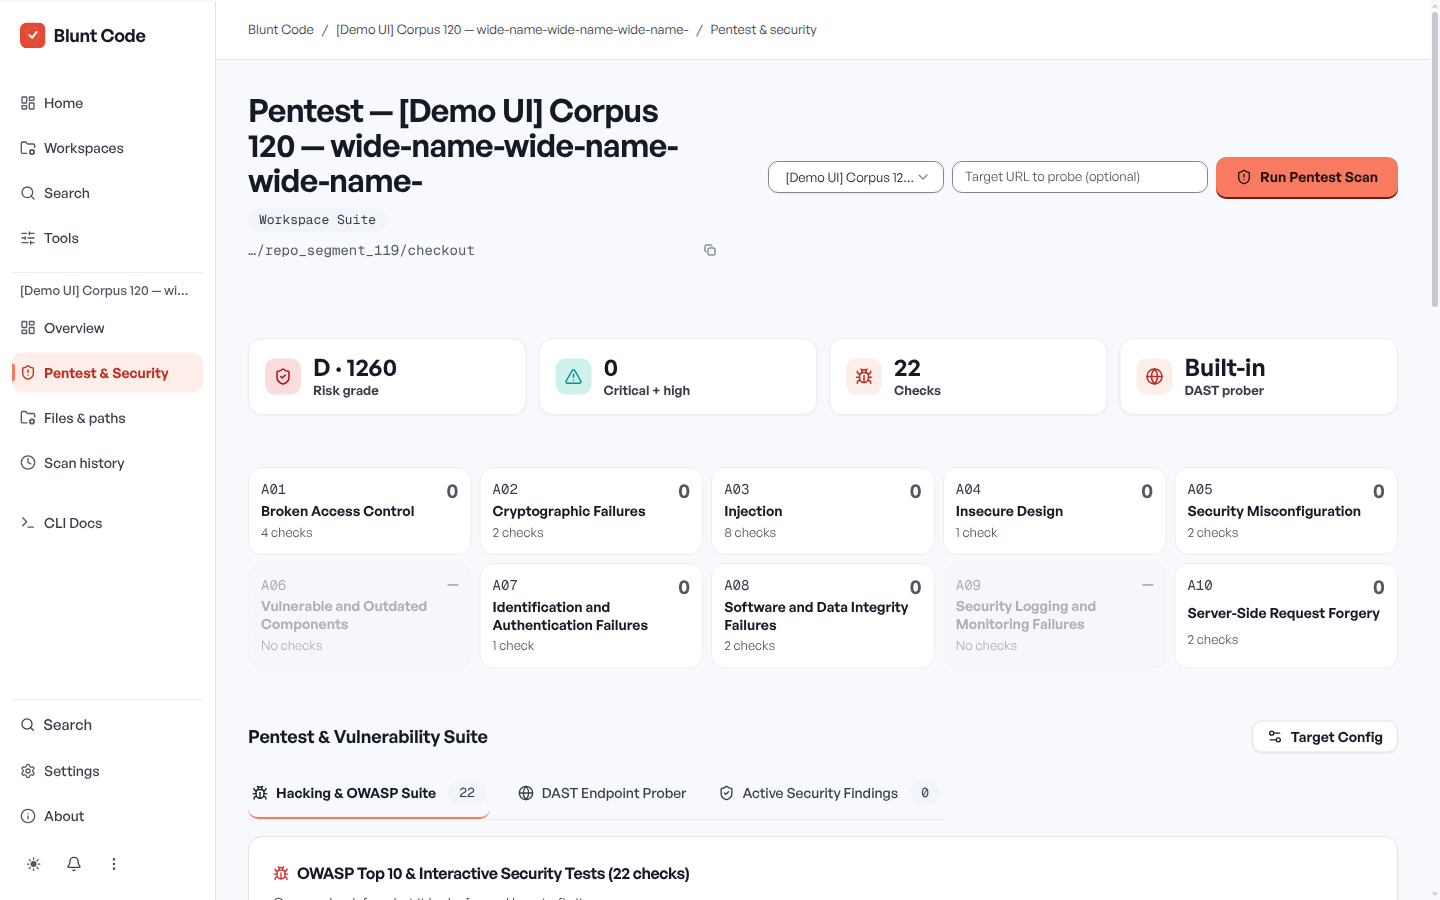 Blunt Code
Home
Workspaces
Search
Tools
[Demo UI] Corpus 120 — wi...
Overview
Pentest & Security
Files & paths
Scan history
CLI Docs
Search
Settings
About
Blunt Code / [Demo UI] Corpus 120 — wide-name-wide-name-wide-name- / Pentest & security
Pentest — [Demo UI] Corpus
120 — wide-name-wide-name-
wide-name-
Workspace Suite
…/repo_segment_119/checkout
[Demo UI] Corpus 12...
Target URL to probe (optional)
Run Pentest Scan
D · 1260
Risk grade
0
Critical + high
22
Checks
Built-in
DAST prober
A01
0
Broken Access Control
4 checks
A02
0
Cryptographic Failures
2 checks
A03
0
Injection
8 checks
A04
0
Insecure Design
1 check
A05
0
Security Misconfiguration
2 checks
A06
—
Vulnerable and Outdated
Components
No checks
A07
0
Identification and
Authentication Failures
1 check
A08
0
Software and Data Integrity
Failures
2 checks
A09
—
Security Logging and
Monitoring Failures
No checks
A10
0
Server-Side Request Forgery
2 checks
Pentest & Vulnerability Suite
Target Config
Hacking & OWASP Suite 22
DAST Endpoint Prober
Active Security Findings 0
OWASP Top 10 & Interactive Security Tests (22 checks)